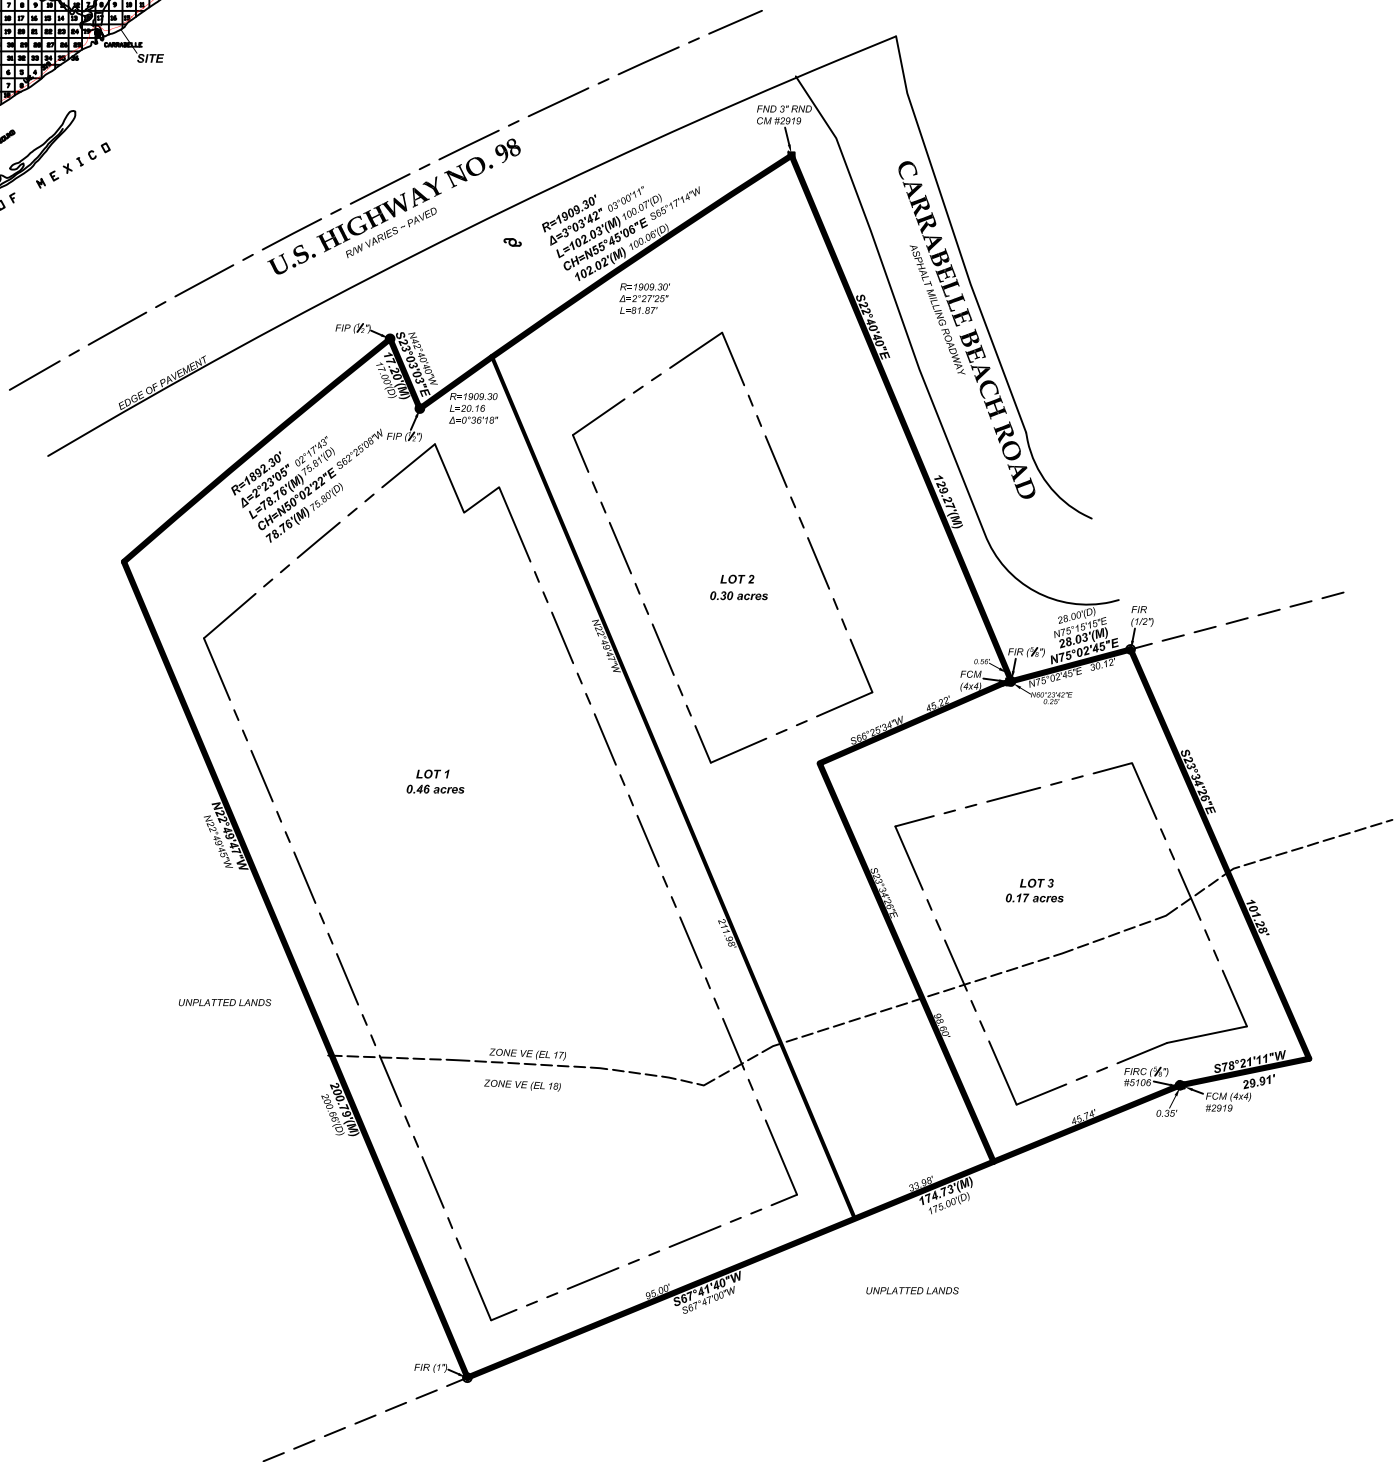 CARRABELLE
SITE
OF MEXICO
U.S. HIGHWAY NO. 98
R/W VARIES ~ PAVED
EDGE OF PAVEMENT
FND 3" RND
CM #2919
R=1909.30'
Δ=3°03'42" 03°00'11"
L=102.03'(M) 100.07'(D)
CH=N55°45'06"E S65°17'14"W
102.02'(M) 100.06'(D)
R=1909.30'
Δ=2°27'25"
L=81.87'
CARRABELLE BEACH ROAD
ASPHALT MILLING ROADWAY
FIP (½")
N42°40'40"W
S23°03'03"E
17.20'(M)
17.00'(D)
R=1909.30
L=20.16
Δ=0°36'18"
FIP (½")
R=1892.30'
Δ=2°23'05" 02°17'43"
L=78.76'(M) 75.81'(D)
CH=N50°02'22"E S62°25'08"W
78.76'(M) 75.80'(D)
S22°40'40"E
129.27'(M)
LOT 2
0.30 acres
N22°49'47"W
211.98'
28.00'(D)
N75°15'15"E
28.03'(M)
N75°02'45"E
FIR
(1/2")
FIR (⅝")
0.56'
FCM
(4x4)
N75°02'45"E 30.12'
N60°23'42"E
0.25'
S66°25'34"W 45.22'
LOT 1
0.46 acres
N22°49'47"W
N22°49'45"W
S23°34'26"E
S23°34'26"E
98.60'
LOT 3
0.17 acres
101.28'
UNPLATTED LANDS
ZONE VE (EL 17)
ZONE VE (EL 18)
200.79'(M)
200.66'(D)
S78°21'11"W
29.91'
FIRC (⅝")
#5106
FCM (4x4)
#2919
0.35'
45.74'
33.98'
174.73'(M)
175.00'(D)
95.00'
S67°41'40"W
S67°47'00"W
UNPLATTED LANDS
FIR (1")